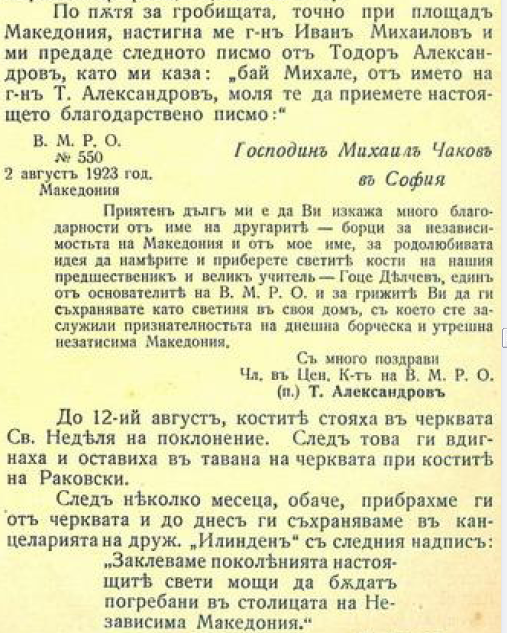 По пѫтя за гробищата, точно при площадъ
Македония, настигна ме г-нъ Иванъ Михаиловъ и
ми предаде следното писмо отъ Тодоръ Алексан-
дровъ, като ми каза: „бай Михале, отъ името на
г-нъ Т. Александровъ, моля те да приемете настоя-
щето благодарствено писмо:“
В. М. Р. О.
№ 550
2 августъ 1923 год.
Македония
Господинъ Михаилъ Чаковъ
въ София
Приятенъ дългъ ми е да Ви изкажа много благо-
дарности отъ име на другаритѣ — борци за независи-
мостьта на Македония и отъ мое име, за родолюбивата
идея да намѣрите и приберете светитѣ кости на нашия
предшественикъ и великъ учитель — Гоце Дѣлчевъ, единъ
отъ основателитѣ на В. М. Р. О. и за грижитѣ Ви да ги
съхранявате като светиня въ своя домъ, съ което сте за-
служили признателностьта на днешна борческа и утрешна
незатисима Македония.
Съ много поздрави
Чл. въ Цен. К-тъ на В. М. Р. О.
(п.) Т. Александровъ
До 12-ий августъ, коститѣ стояха въ черквата
Св. Недѣля на поклонение. Следъ това ги вдиг-
наха и оставиха въ тавана на черквата при коститѣ
на Раковски.
Следъ нѣколко месеца, обаче, прибрахме ги
отъ черквата и до днесъ ги съхраняваме въ кан-
целарията на друж. „Илинденъ“ съ следния надписъ:
„Заклеваме поколѣнията настоя-
щитѣ свети мощи да бѫдатъ
погребани въ столицата на Не-
зависима Македония.“